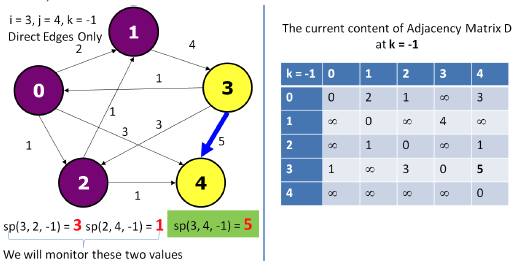 i = 3, j = 4, k = -1
Direct Edges Only
2
1
4
0
1
3
1
3
3
5
1
2
1
4
sp(3, 2, -1) = 3 sp(2, 4, -1) = 1 sp(3, 4, -1) = 5
We will monitor these two values
The current content of Adjacency Matrix D
at k = -1
k = -1 0 1 2 3 4
0 0 2 1 ∞ 3
1 ∞ 0 ∞ 4 ∞
2 ∞ 1 0 ∞ 1
3 1 ∞ 3 0 5
4 ∞ ∞ ∞ ∞ 0